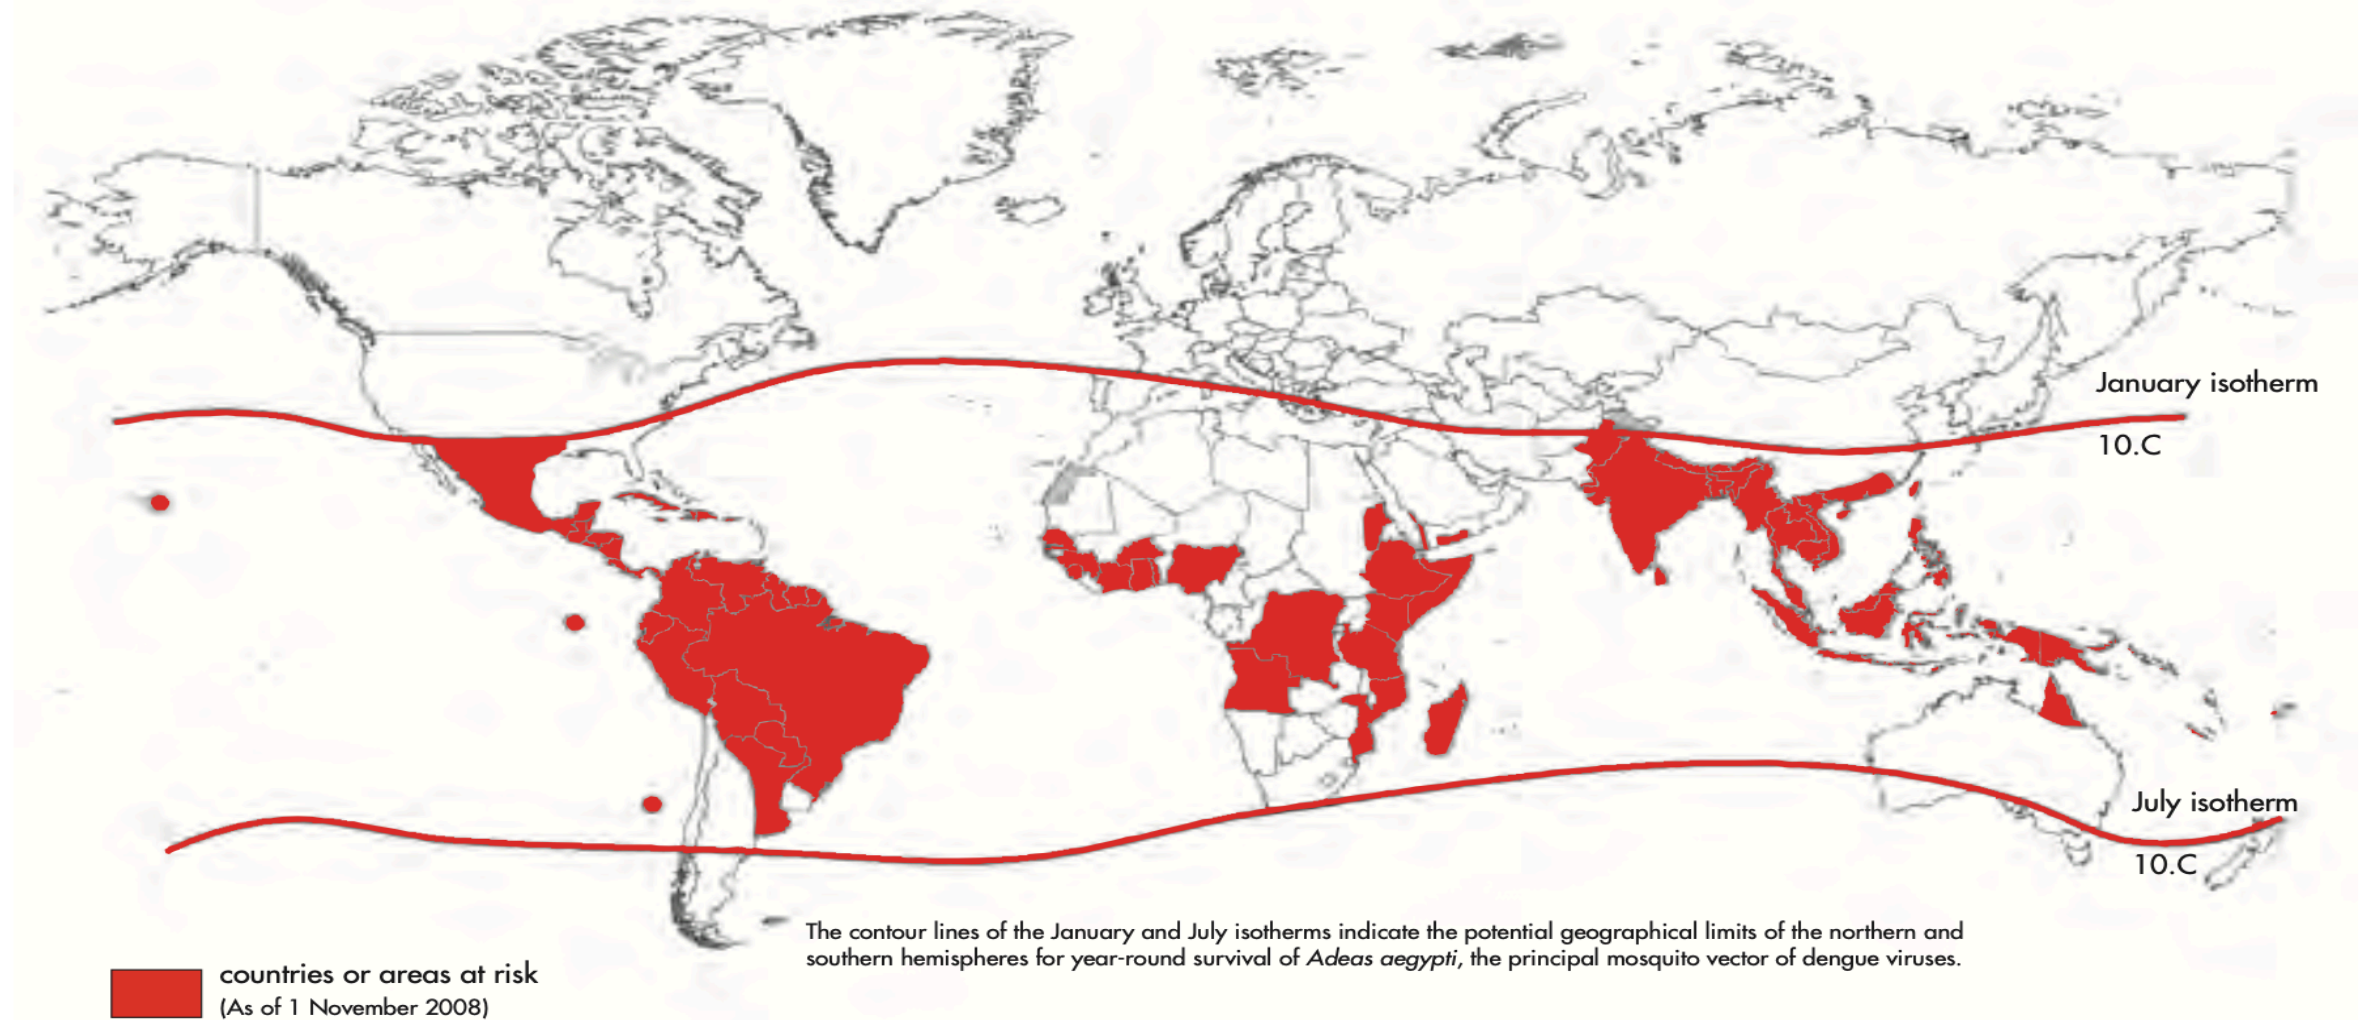 January isotherm
10.C
July isotherm
10.C
The contour lines of the January and July isotherms indicate the potential geographical limits of the northern and
southern hemispheres for year-round survival of Adeas aegypti, the principal mosquito vector of dengue viruses.
countries or areas at risk
(As of 1 November 2008)